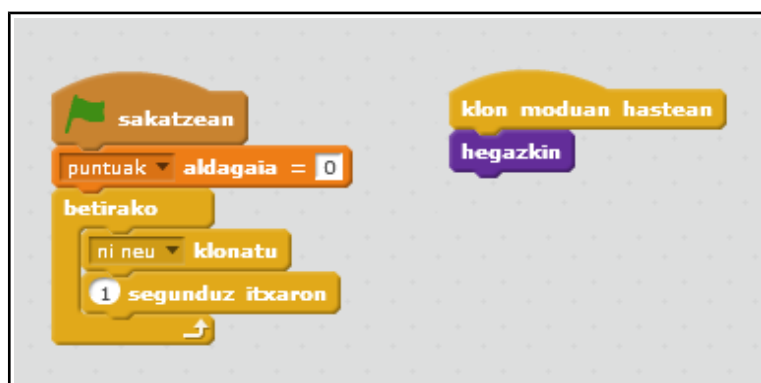 sakatzean
puntuak aldagaia = 0
betirako
ni neu klonatu
1 segunduz itxaron
klon moduan hastean
hegazkin